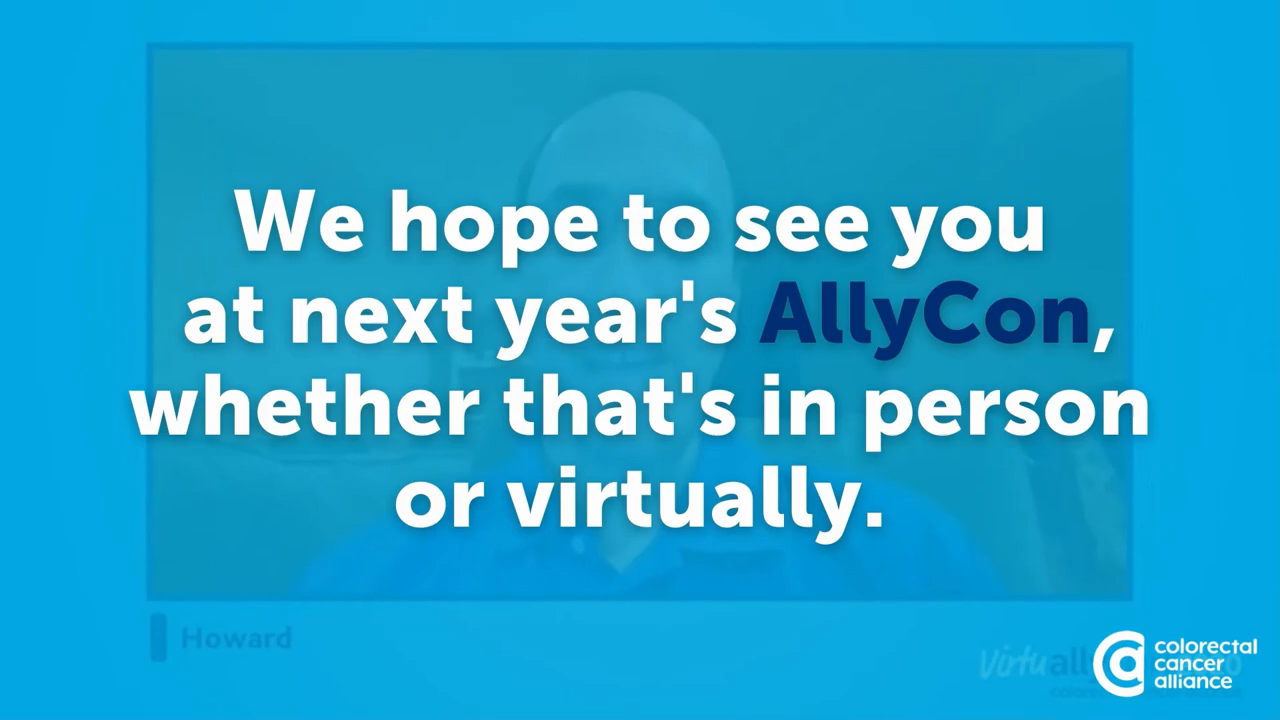 We hope to see you
at next year's AllyCon,
whether that's in person
or virtually.
Howard
colorectal
cancer
alliance